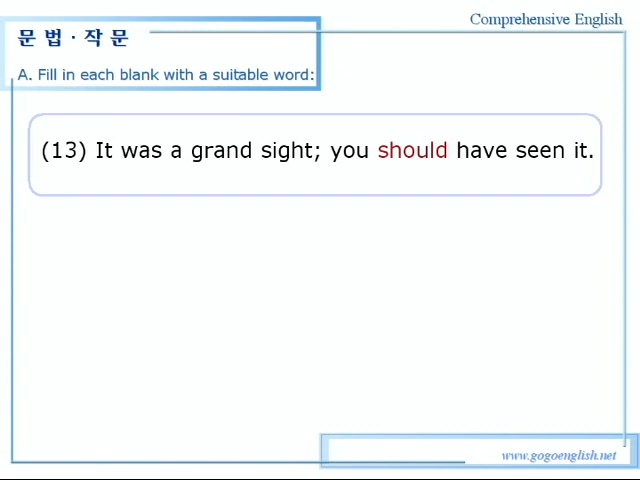 Comprehensive English
문 법 · 작 문
A. Fill in each blank with a suitable word:
(13) It was a grand sight; you should have seen it.
www.gogoenglish.net